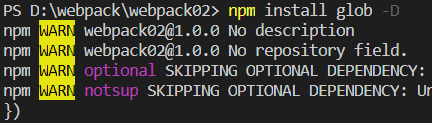 PS D:\webpack\webpack02> npm install glob -D
npm WARN webpack02@1.0.0 No description
npm WARN webpack02@1.0.0 No repository field.
npm WARN optional SKIPPING OPTIONAL DEPENDENCY:
npm WARN notsup SKIPPING OPTIONAL DEPENDENCY: Un
})